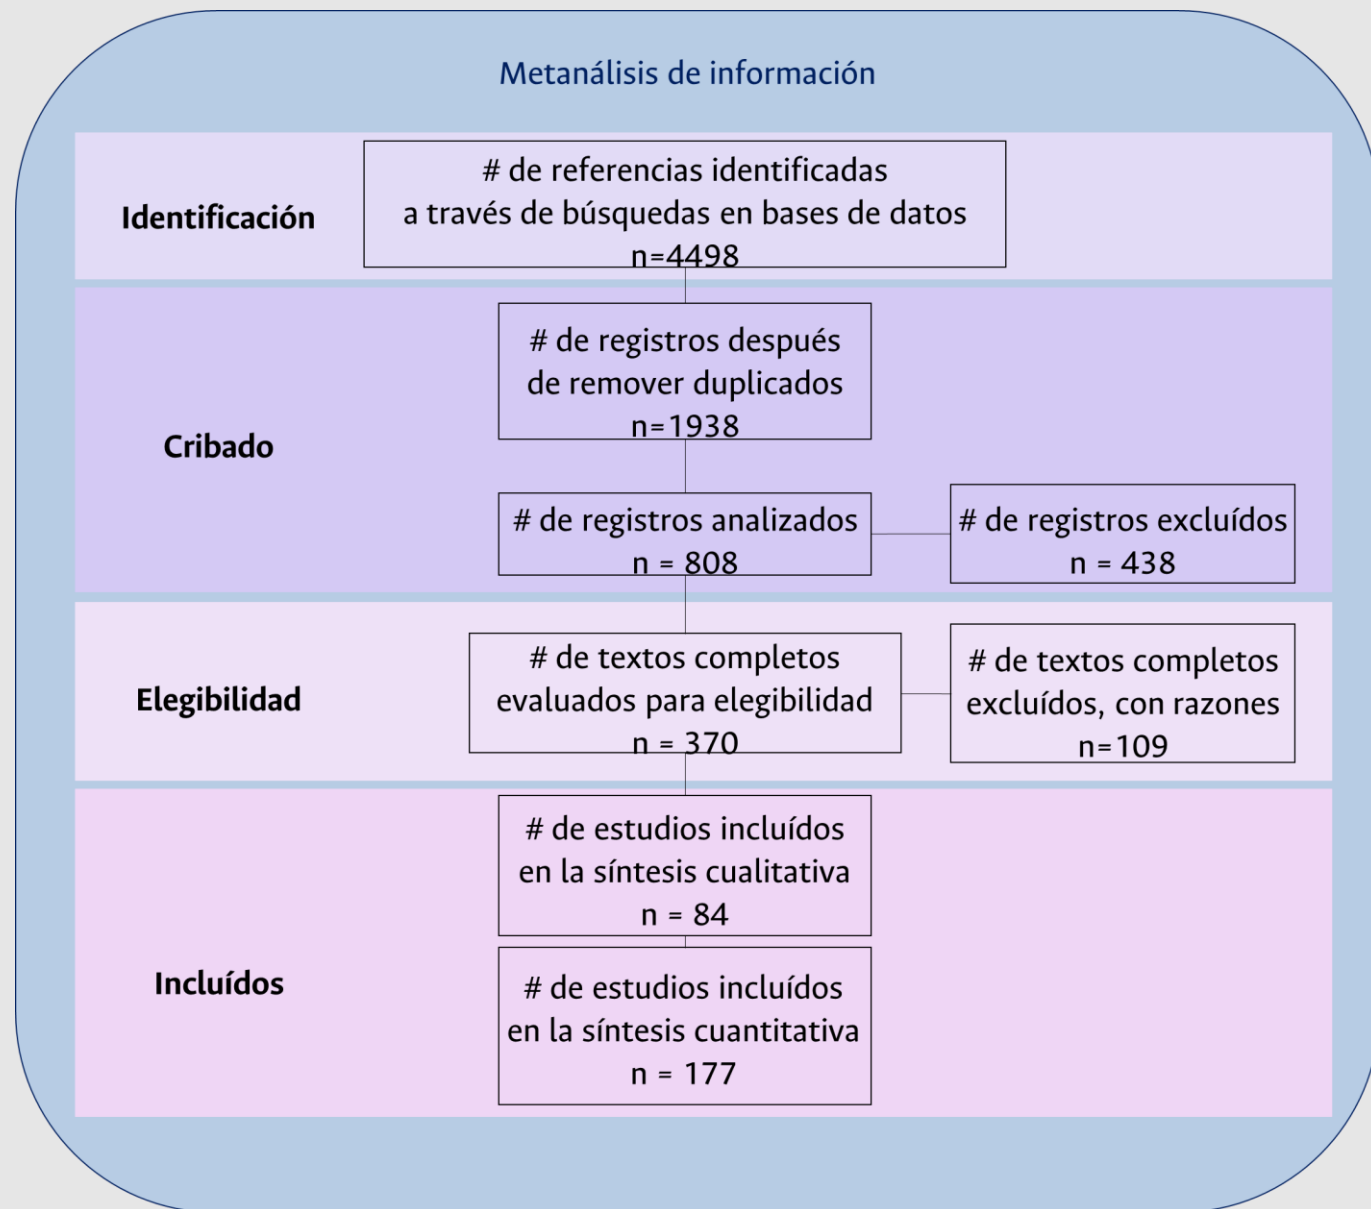 Metanálisis de información
Identificación
# de referencias identificadas
a través de búsquedas en bases de datos
n=4498
Cribado
# de registros después
de remover duplicados
n=1938
# de registros analizados
n = 808
# de registros excluídos
n = 438
Elegibilidad
# de textos completos
evaluados para elegibilidad
n = 370
# de textos completos
excluídos, con razones
n=109
Incluídos
# de estudios incluídos
en la síntesis cualitativa
n = 84
# de estudios incluídos
en la síntesis cuantitativa
n = 177